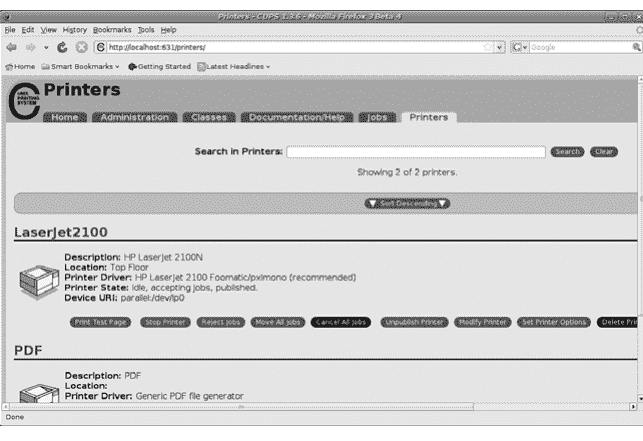 Printers - CUPS 1.3.6 - Mozilla Firefox 3 Beta 4
File Edit View History Bookmarks Tools Help
http://localhost:631/printers/
Google
Home Smart Bookmarks Getting Started Latest Headlines
UNIX PRINTING SYSTEM
Printers
Home Administration Classes Documentation/Help Jobs Printers
Search in Printers: Search Clear
Showing 2 of 2 printers.
Sort Descending
LaserJet2100
Description: HP LaserJet 2100N
Location: Top Floor
Printer Driver: HP LaserJet 2100 Foomatic/pxlmono (recommended)
Printer State: idle, accepting jobs, published.
Device URI: parallel:/dev/lp0
Print Test Page Stop Printer Reject Jobs Move All Jobs Cancel All Jobs Unpublish Printer Modify Printer Set Printer Options Delete Pri
PDF
Description: PDF
Location:
Printer Driver: Generic PDF file generator
Done